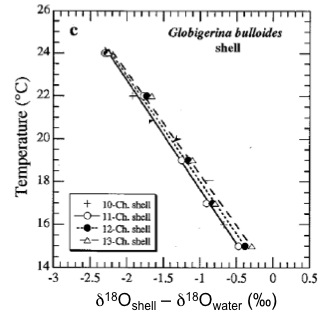 c
Globigerina bulloides
shell
26
24
22
20
18
16
14
Temperature (°C)
10-Ch. shell
11-Ch. shell
12-Ch. shell
13-Ch. shell
-3 -2.5 -2 -1.5 -1 -0.5 0 0.5
δ¹⁸Oshell – δ¹⁸Owater (‰)